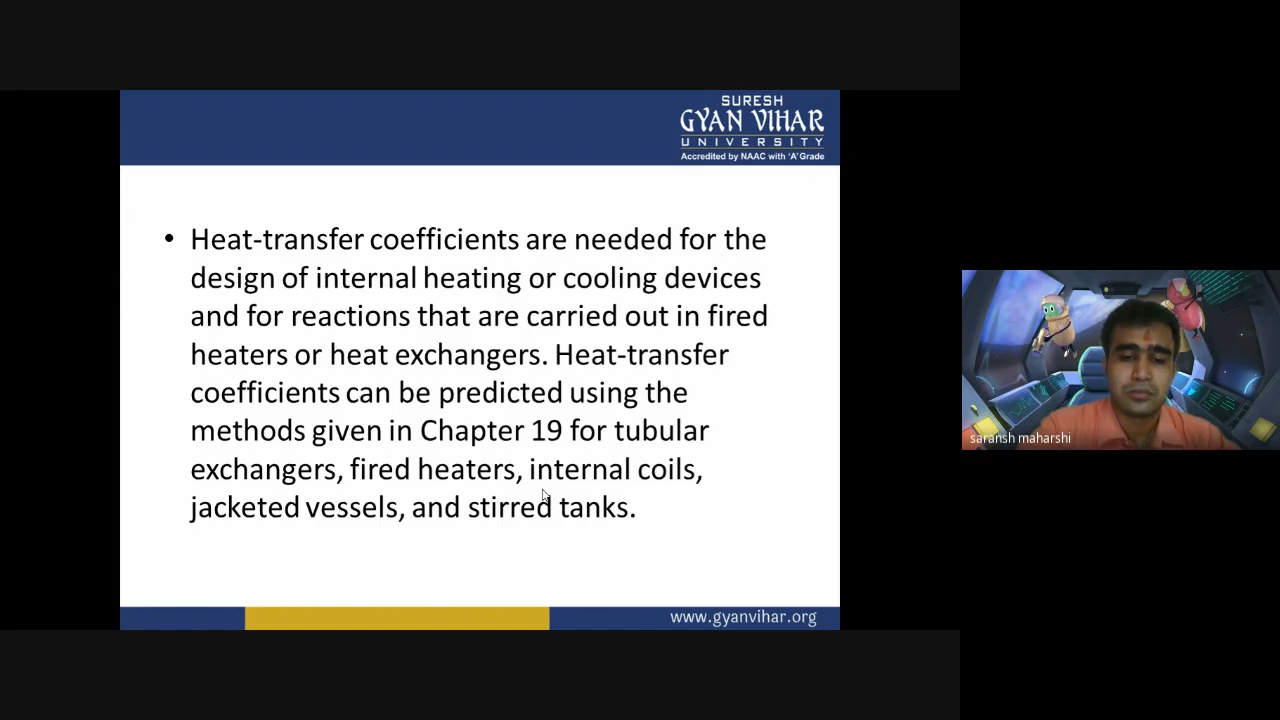 SURESH
GYAN VIHAR
UNIVERSITY
Accredited by NAAC with 'A' Grade
• Heat-transfer coefficients are needed for the
design of internal heating or cooling devices
and for reactions that are carried out in fired
heaters or heat exchangers. Heat-transfer
coefficients can be predicted using the
methods given in Chapter 19 for tubular
exchangers, fired heaters, internal coils,
jacketed vessels, and stirred tanks.
www.gyanvihar.org
saransh maharshi